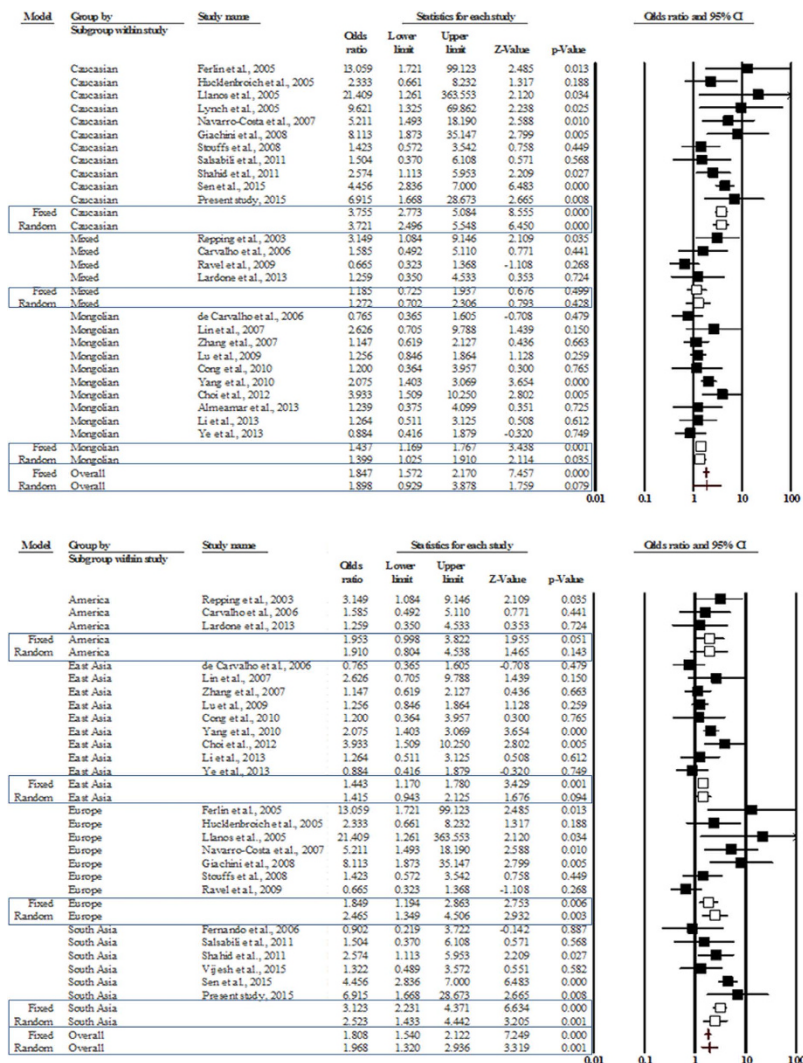 Model Group by Study name Statistics for each study Odds ratio and 95% CI
Subgroup within study
Odds Lower Upper
ratio limit limit Z-Value p-Value
Caucasian Ferlin et al., 2005 13.059 1.721 99.123 2.485 0.013
Caucasian Hucklenbroich et al., 2005 2.333 0.661 8.232 1.317 0.188
Caucasian Llanos et al., 2005 21.409 1.261 363.553 2.120 0.034
Caucasian Lynch et al., 2005 9.621 1.325 69.862 2.238 0.025
Caucasian Navarro-Costa et al., 2007 5.211 1.493 18.190 2.588 0.010
Caucasian Giachini et al., 2008 8.113 1.873 35.147 2.799 0.005
Caucasian Stouffs et al., 2008 1.423 0.572 3.542 0.758 0.449
Caucasian Salsabili et al., 2011 1.504 0.370 6.108 0.571 0.568
Caucasian Shahid et al., 2011 2.574 1.113 5.953 2.209 0.027
Caucasian Sen et al., 2015 4.456 2.836 7.000 6.483 0.000
Caucasian Present study, 2015 6.915 1.668 28.673 2.665 0.008
Fixed Caucasian 3.755 2.773 5.084 8.555 0.000
Random Caucasian 3.721 2.496 5.548 6.450 0.000
Mixed Repping et al., 2003 3.149 1.084 9.146 2.109 0.035
Mixed Carvalho et al., 2006 1.585 0.492 5.110 0.771 0.441
Mixed Ravel et al., 2009 0.665 0.323 1.368 -1.108 0.268
Mixed Lardone et al., 2013 1.259 0.350 4.533 0.353 0.724
Fixed Mixed 1.185 0.725 1.937 0.676 0.499
Random Mixed 1.272 0.702 2.306 0.793 0.428
Mongolian de Carvalho et al., 2006 0.765 0.365 1.605 -0.708 0.479
Mongolian Lin et al., 2007 2.626 0.705 9.788 1.439 0.150
Mongolian Zhang et al., 2007 1.147 0.619 2.127 0.436 0.663
Mongolian Lu et al., 2009 1.256 0.846 1.864 1.128 0.259
Mongolian Cong et al., 2010 1.200 0.364 3.957 0.300 0.765
Mongolian Yang et al., 2010 2.075 1.403 3.069 3.654 0.000
Mongolian Choi et al., 2012 3.933 1.509 10.250 2.802 0.005
Mongolian Almeamar et al., 2013 1.239 0.375 4.099 0.351 0.725
Mongolian Li et al., 2013 1.264 0.511 3.125 0.508 0.612
Mongolian Ye et al., 2013 0.884 0.416 1.879 -0.320 0.749
Fixed Mongolian 1.437 1.169 1.767 3.438 0.001
Random Mongolian 1.399 1.025 1.910 2.114 0.035
Fixed Overall 1.847 1.572 2.170 7.457 0.000
Random Overall 1.898 0.929 3.878 1.759 0.079
0.01 0.1 1 10 100
Model Group by Study name Statistics for each study Odds ratio and 95% CI
Subgroup within study
Odds Lower Upper
ratio limit limit Z-Value p-Value
America Repping et al., 2003 3.149 1.084 9.146 2.109 0.035
America Carvalho et al., 2006 1.585 0.492 5.110 0.771 0.441
America Lardone et al., 2013 1.259 0.350 4.533 0.353 0.724
Fixed America 1.953 0.998 3.822 1.955 0.051
Random America 1.910 0.804 4.538 1.465 0.143
East Asia de Carvalho et al., 2006 0.765 0.365 1.605 -0.708 0.479
East Asia Lin et al., 2007 2.626 0.705 9.788 1.439 0.150
East Asia Zhang et al., 2007 1.147 0.619 2.127 0.436 0.663
East Asia Lu et al., 2009 1.256 0.846 1.864 1.128 0.259
East Asia Cong et al., 2010 1.200 0.364 3.957 0.300 0.765
East Asia Yang et al., 2010 2.075 1.403 3.069 3.654 0.000
East Asia Choi et al., 2012 3.933 1.509 10.250 2.802 0.005
East Asia Li et al., 2013 1.264 0.511 3.125 0.508 0.612
East Asia Ye et al., 2013 0.884 0.416 1.879 -0.320 0.749
Fixed East Asia 1.443 1.170 1.780 3.429 0.001
Random East Asia 1.415 0.943 2.125 1.676 0.094
Europe Ferlin et al., 2005 13.059 1.721 99.123 2.485 0.013
Europe Hucklenbroich et al., 2005 2.333 0.661 8.232 1.317 0.188
Europe Llanos et al., 2005 21.409 1.261 363.553 2.120 0.034
Europe Navarro-Costa et al., 2007 5.211 1.493 18.190 2.588 0.010
Europe Giachini et al., 2008 8.113 1.873 35.147 2.799 0.005
Europe Stouffs et al., 2008 1.423 0.572 3.542 0.758 0.449
Europe Ravel et al., 2009 0.665 0.323 1.368 -1.108 0.268
Fixed Europe 1.849 1.194 2.863 2.753 0.006
Random Europe 2.465 1.349 4.506 2.932 0.003
South Asia Fernando et al., 2006 0.902 0.219 3.722 -0.142 0.887
South Asia Salsabili et al., 2011 1.504 0.370 6.108 0.571 0.568
South Asia Shahid et al., 2011 2.574 1.113 5.953 2.209 0.027
South Asia Vijesh et al., 2015 1.322 0.489 3.572 0.551 0.582
South Asia Sen et al., 2015 4.456 2.836 7.000 6.483 0.000
South Asia Present study, 2015 6.915 1.668 28.673 2.665 0.008
Fixed South Asia 3.123 2.231 4.371 6.634 0.000
Random South Asia 2.523 1.433 4.442 3.205 0.001
Fixed Overall 1.808 1.540 2.122 7.249 0.000
Random Overall 1.968 1.320 2.936 3.319 0.001
0.01 0.1 1 10 100